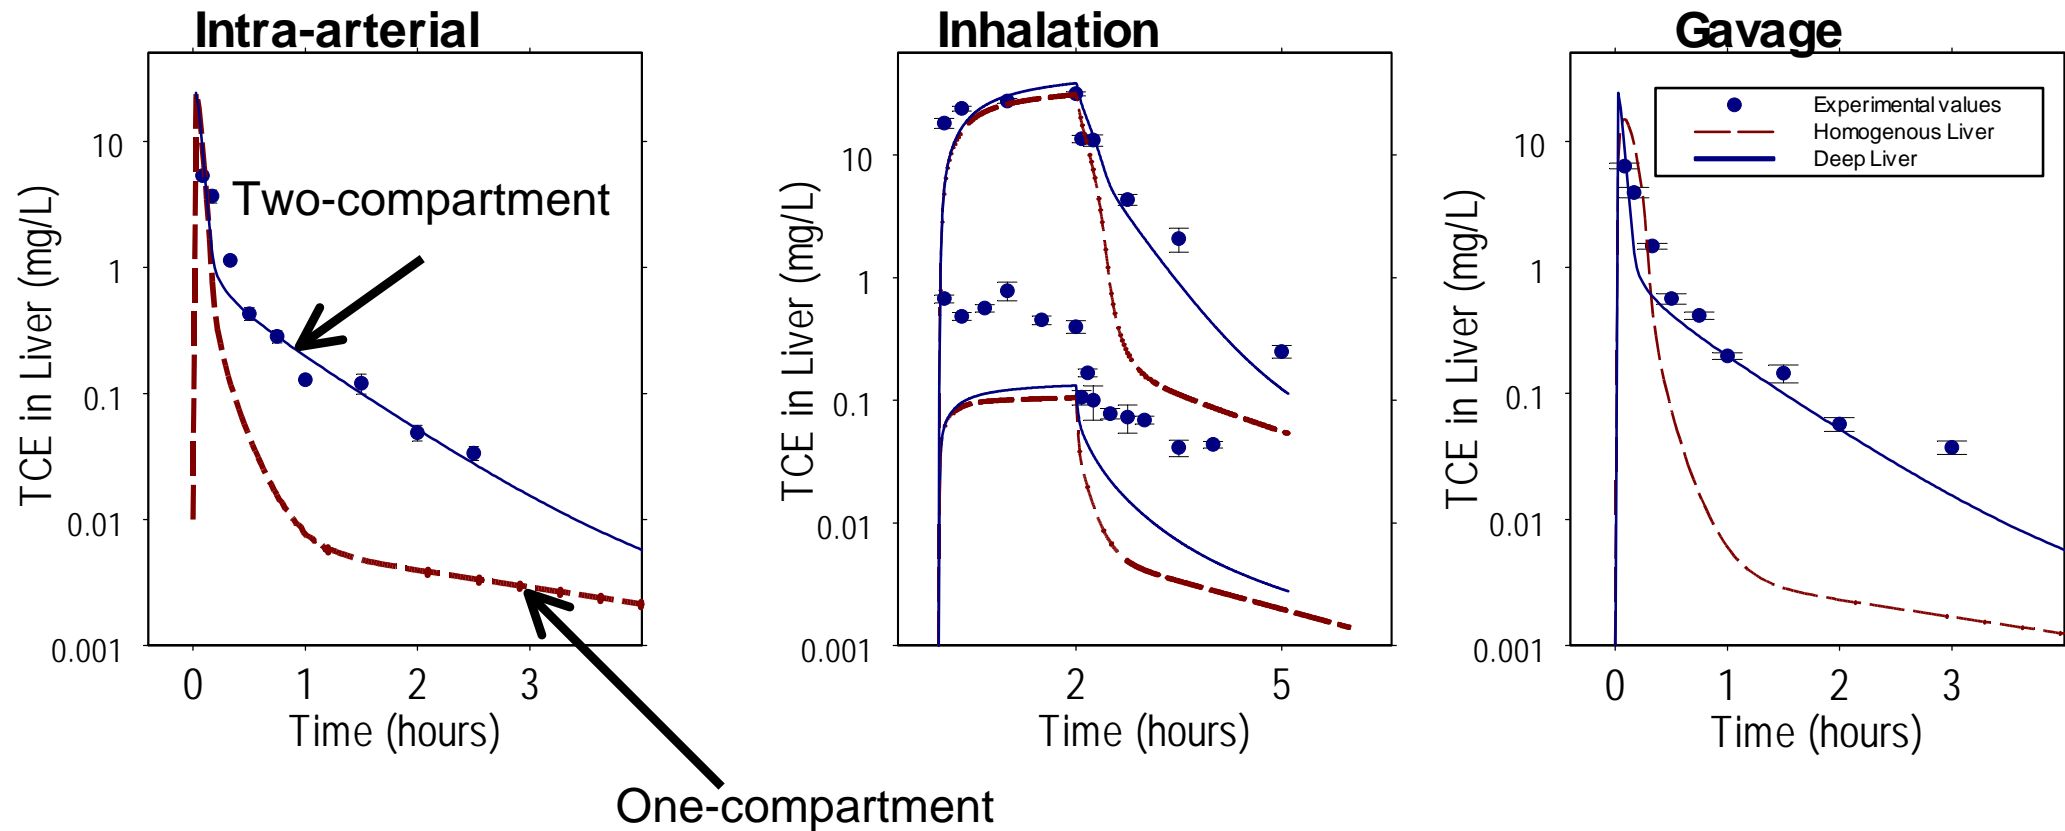 Intra-arterial
TCE in Liver (mg/L)
10
1
0.1
0.01
0.001
Two-compartment
0 1 2 3
Time (hours)
One-compartment
Inhalation
TCE in Liver (mg/L)
10
1
0.1
0.01
0.001
2 5
Time (hours)
Gavage
TCE in Liver (mg/L)
10
1
0.1
0.01
0.001
Experimental values
Homogenous Liver
Deep Liver
0 1 2 3
Time (hours)